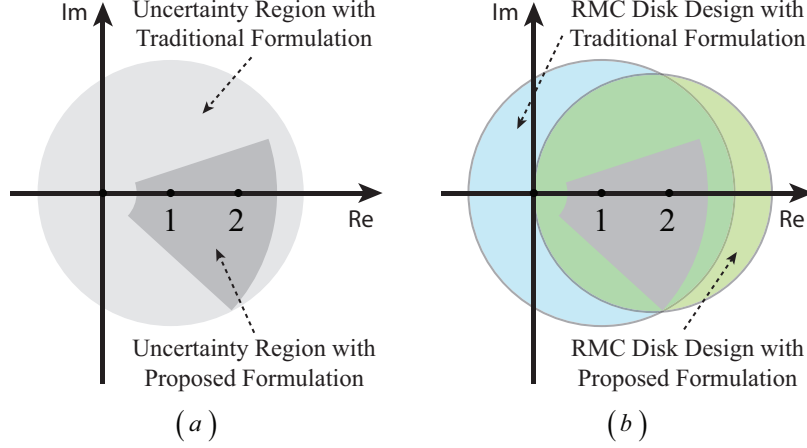 Im
Uncertainty Region with
Traditional Formulation
1
2
Re
Uncertainty Region with
Proposed Formulation
(a)
Im
RMC Disk Design with
Traditional Formulation
1
2
Re
RMC Disk Design with
Proposed Formulation
(b)